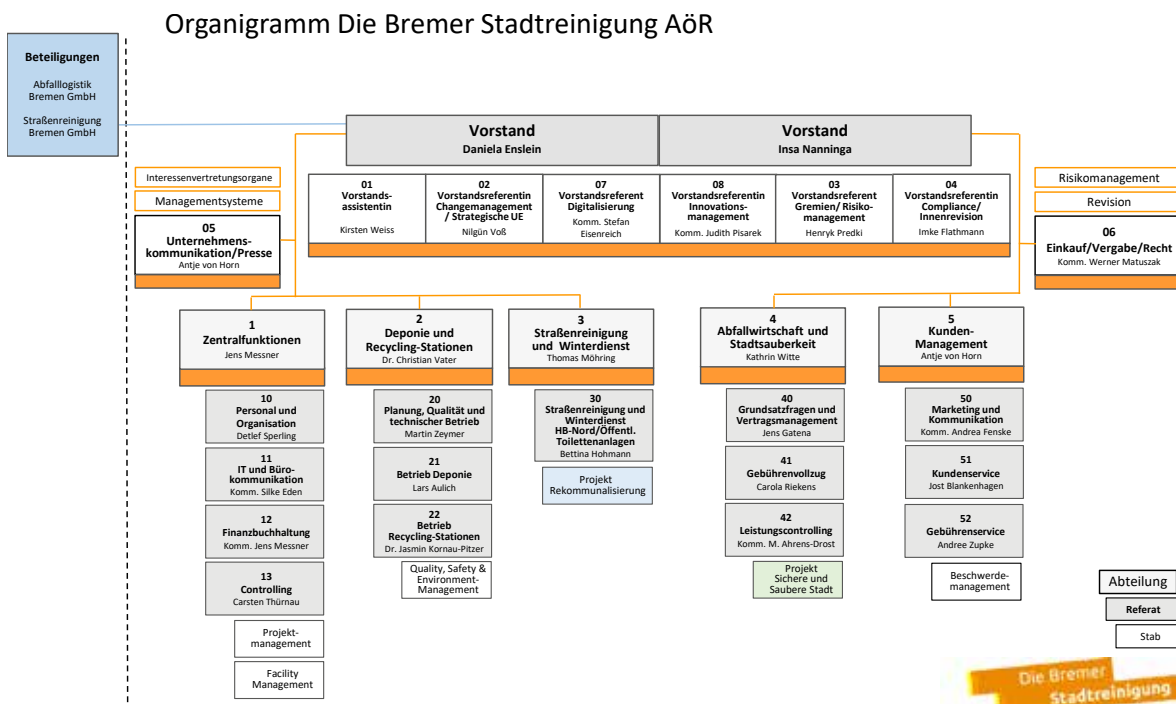 Organigramm Die Bremer Stadtreinigung AöR
Beteiligungen
Abfalllogistik
Bremen GmbH
Straßenreinigung
Bremen GmbH
Vorstand
Daniela Enslein
Vorstand
Insa Nanninga
Interessenvertretungsorgane
Managementsysteme
05
Unternehmens-
kommunikation/Presse
Antje von Horn
01
Vorstands-
assistentin
Kirsten Weiss
02
Vorstandsreferentin
Changemanagement
/ Strategische UE
Nilgün Voß
07
Vorstandsreferent
Digitalisierung
Komm. Stefan
Eisenreich
08
Vorstandsreferentin
Innovations-
management
Komm. Judith Pisarek
03
Vorstandsreferent
Gremien/ Risiko-
management
Henryk Predki
04
Vorstandsreferentin
Compliance/
Innenrevision
Imke Flathmann
Risikomanagement
Revision
06
Einkauf/Vergabe/Recht
Komm. Werner Matuszak
1
Zentralfunktionen
Jens Messner
10
Personal und
Organisation
Detlef Sperling
11
IT und Büro-
kommunikation
Komm. Silke Eden
12
Finanzbuchhaltung
Komm. Jens Messner
13
Controlling
Carsten Thürnau
Projekt-
management
Facility
Management
2
Deponie und
Recycling-Stationen
Dr. Christian Vater
20
Planung, Qualität und
technischer Betrieb
Martin Zeymer
21
Betrieb Deponie
Lars Aulich
22
Betrieb
Recycling-Stationen
Dr. Jasmin Kornau-Pitzer
Quality, Safety &
Environment-
Management
3
Straßenreinigung
und Winterdienst
Thomas Möhring
30
Straßenreinigung und
Winterdienst
HB-Nord/Öffentl.
Toilettenanlagen
Bettina Hohmann
Projekt
Rekommunalisierung
4
Abfallwirtschaft und
Stadtsauberkeit
Kathrin Witte
40
Grundsatzfragen und
Vertragsmanagement
Jens Gatena
41
Gebührenvollzug
Carola Riekens
42
Leistungscontrolling
Komm. M. Ahrens-Drost
Projekt
Sichere und
Saubere Stadt
5
Kunden-
Management
Antje von Horn
50
Marketing und
Kommunikation
Komm. Andrea Fenske
51
Kundenservice
Jost Blankenhagen
52
Gebührenservice
Andree Zupke
Beschwerde-
management
Abteilung
Referat
Stab
Die Bremer
Stadtreinigung